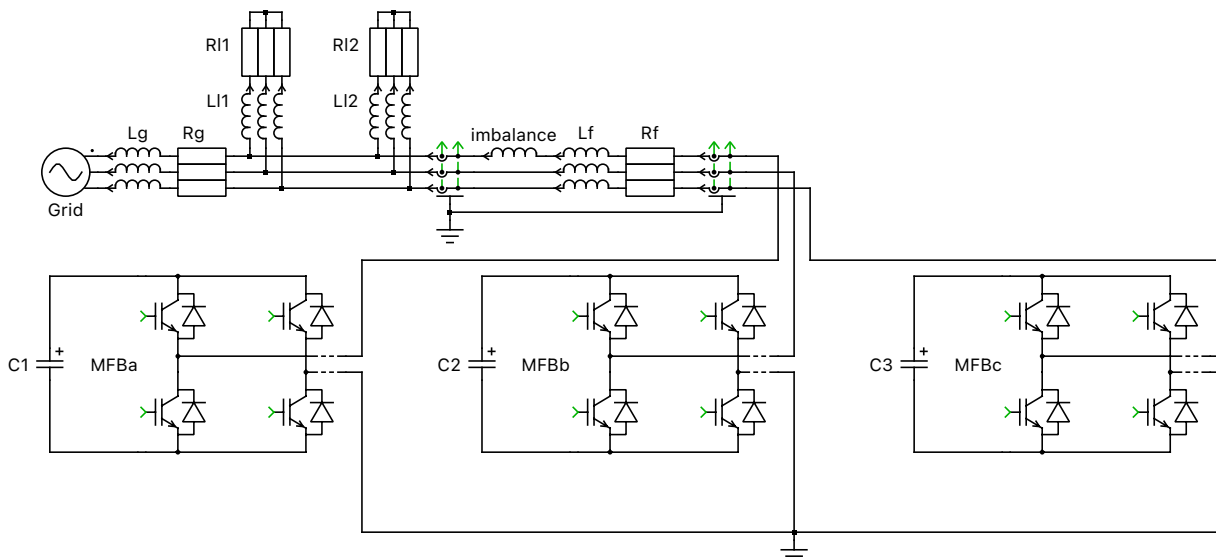 Rl1
Rl2
Ll1
Ll2
Lg
Rg
imbalance
Lf
Rf
Grid
C1
+
MFBa
C2
+
MFBb
C3
+
MFBc